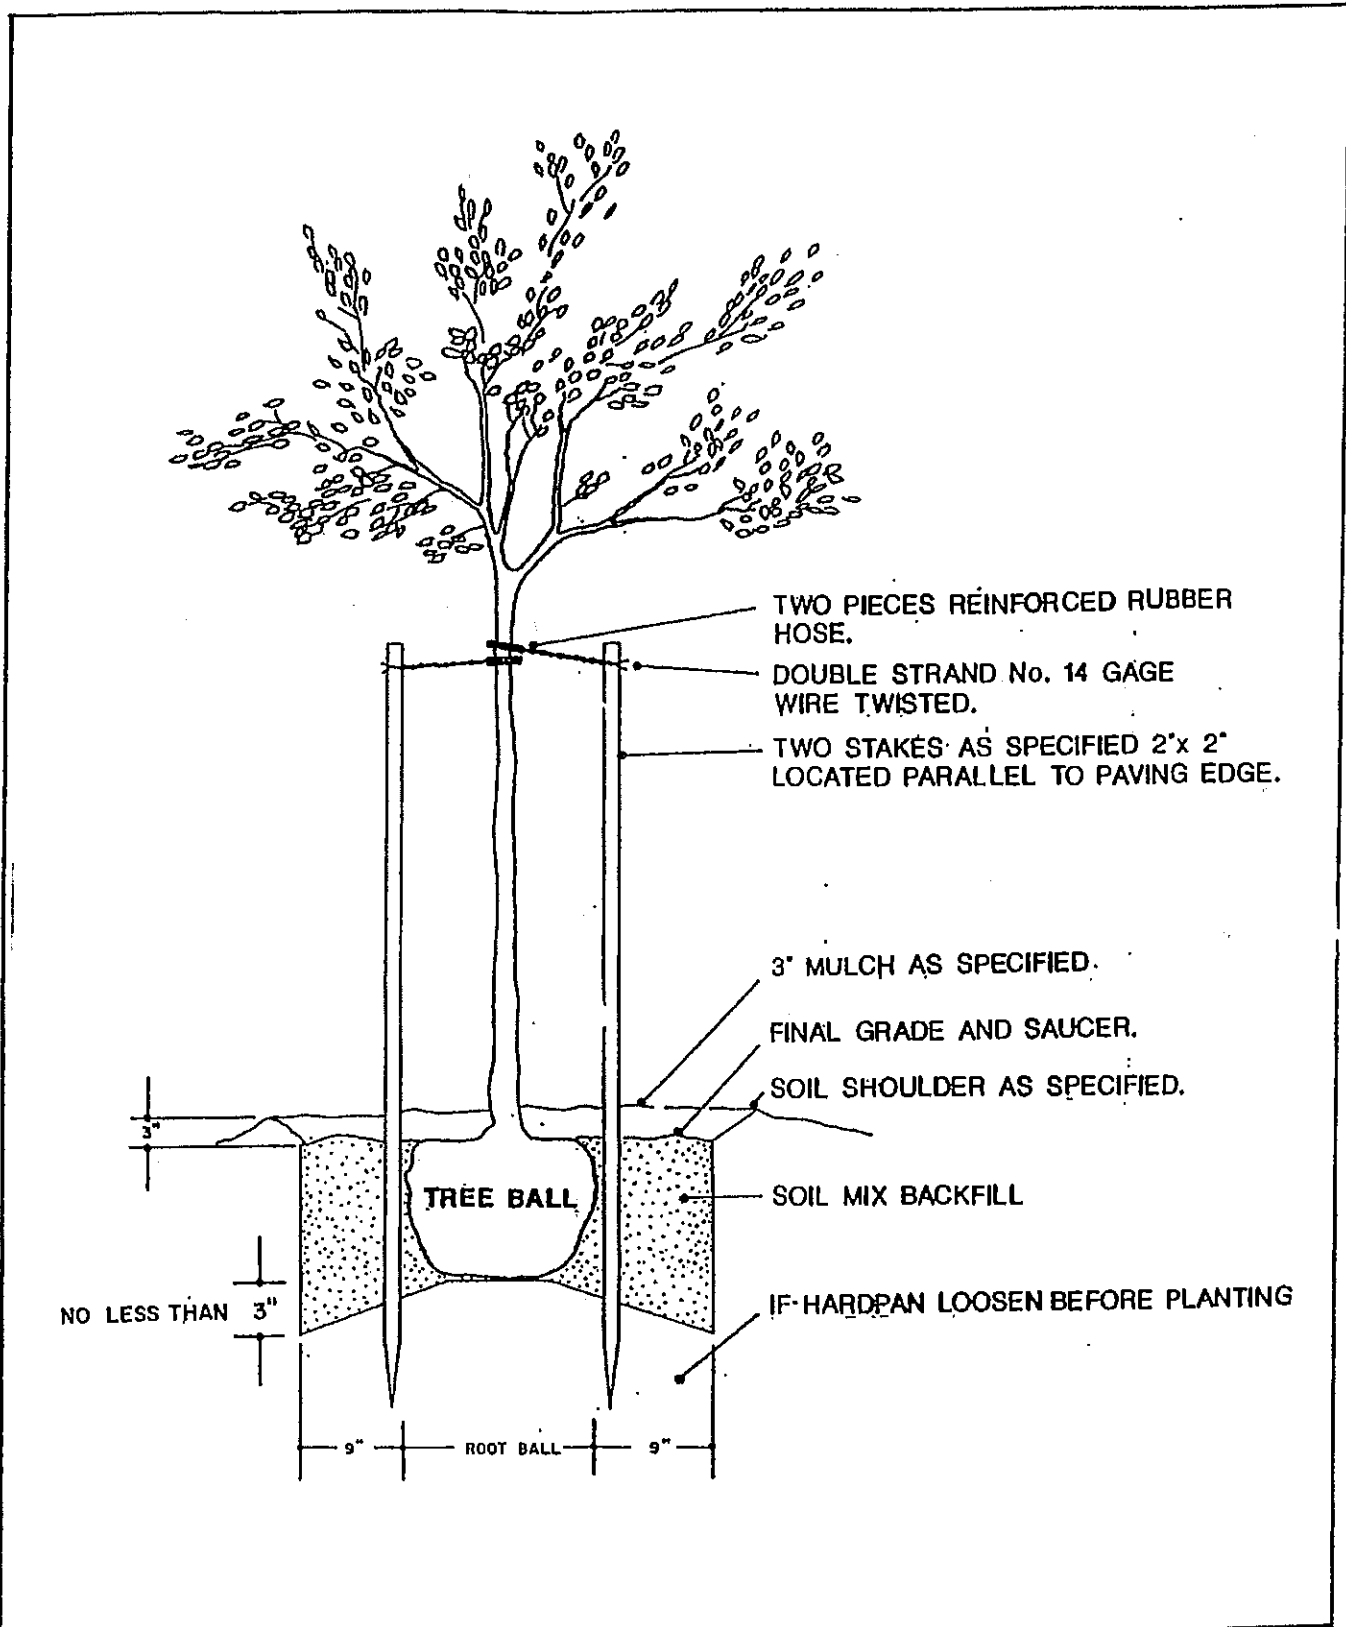 TWO PIECES REINFORCED RUBBER
HOSE.
DOUBLE STRAND No. 14 GAGE
WIRE TWISTED.
TWO STAKES AS SPECIFIED 2"x 2"
LOCATED PARALLEL TO PAVING EDGE.
3" MULCH AS SPECIFIED.
FINAL GRADE AND SAUCER.
SOIL SHOULDER AS SPECIFIED.
3"
TREE BALL
SOIL MIX BACKFILL
NO LESS THAN 3"
IF HARDPAN LOOSEN BEFORE PLANTING
9" ROOT BALL 9"